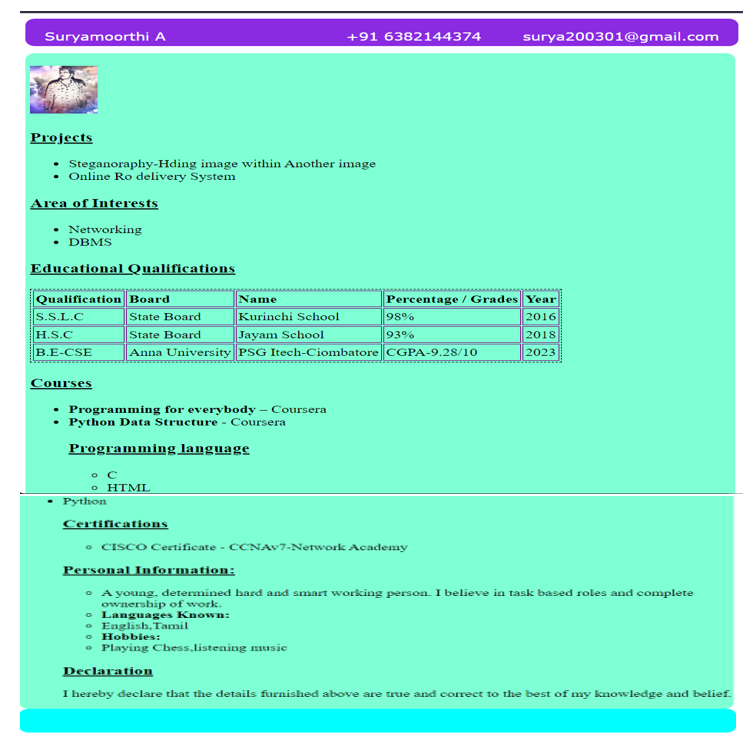 Suryamoorthi A +91 6382144374 surya200301@gmail.com
Projects
• Steganoraphy-Hding image within Another image
• Online Ro delivery System
Area of Interests
• Networking
• DBMS
Educational Qualifications
Qualification Board Name Percentage / Grades Year
S.S.L.C State Board Kurinchi School 98% 2016
H.S.C State Board Jayam School 93% 2018
B.E-CSE Anna University PSG Itech-Ciombatore CGPA-9.28/10 2023
Courses
• Programming for everybody – Coursera
• Python Data Structure - Coursera
Programming language
◦ C
◦ HTML
• Python
Certifications
◦ CISCO Certificate - CCNAv7-Network Academy
Personal Information:
◦ A young, determined hard and smart working person. I believe in task based roles and complete
ownership of work.
◦ Languages Known:
◦ English,Tamil
◦ Hobbies:
◦ Playing Chess,listening music
Declaration
I hereby declare that the details furnished above are true and correct to the best of my knowledge and belief.